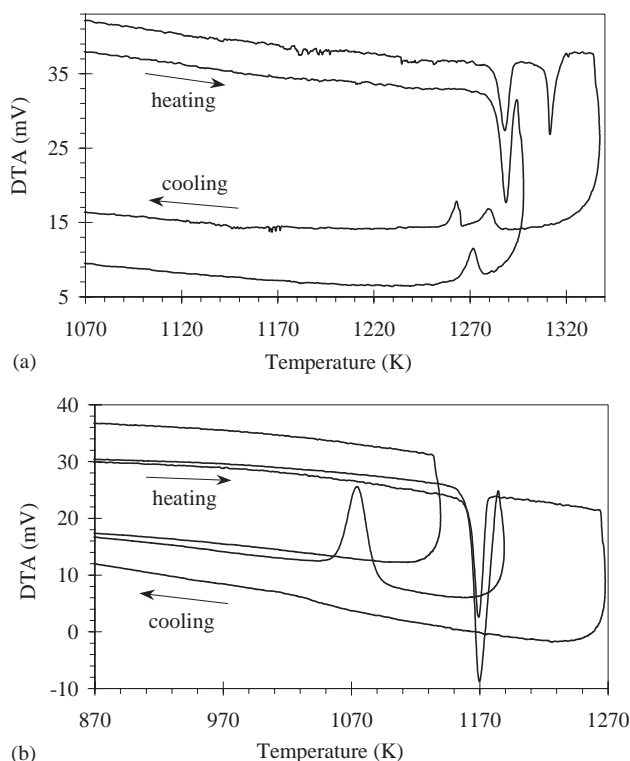 35
25
15
5
DTA (mV)
heating
cooling
1070 1120 1170 1220 1270 1320
(a)
Temperature (K)
40
30
20
10
0
-10
DTA (mV)
heating
cooling
870 970 1070 1170 1270
(b)
Temperature (K)